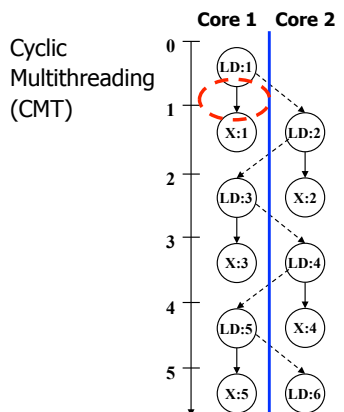 Core 1 Core 2
Cyclic
Multithreading
(CMT)
0
LD:1
1
X:1 LD:2
2
LD:3 X:2
3
X:3 LD:4
4
LD:5 X:4
5
X:5 LD:6